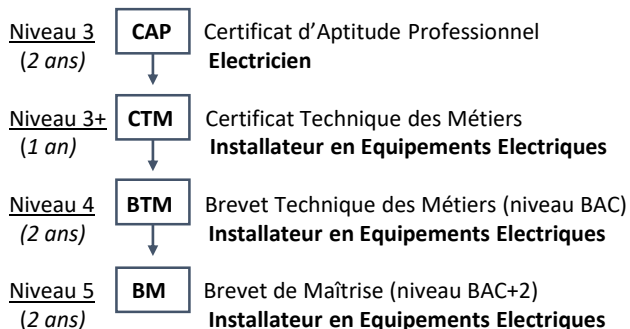 Niveau 3 CAP Certificat d’Aptitude Professionnel
(2 ans) Electricien
Niveau 3+ CTM Certificat Technique des Métiers
(1 an) Installateur en Equipements Electriques
Niveau 4 BTM Brevet Technique des Métiers (niveau BAC)
(2 ans) Installateur en Equipements Electriques
Niveau 5 BM Brevet de Maîtrise (niveau BAC+2)
(2 ans) Installateur en Equipements Electriques